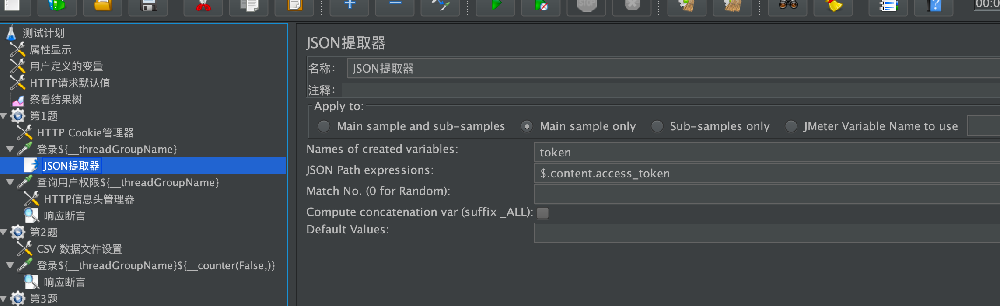 STOP
00:0
测试计划
属性显示
用户定义的变量
HTTP请求默认值
察看结果树
第1题
HTTP Cookie管理器
登录${__threadGroupName}
JSON提取器
查询用户权限${__threadGroupName}
HTTP信息头管理器
响应断言
第2题
CSV 数据文件设置
登录${__threadGroupName}${__counter(False,)}
响应断言
第3题
JSON提取器
名称： JSON提取器
注释：
Apply to:
Main sample and sub-samples Main sample only Sub-samples only JMeter Variable Name to use
Names of created variables: token
JSON Path expressions: $.content.access_token
Match No. (0 for Random):
Compute concatenation var (suffix _ALL):
Default Values: